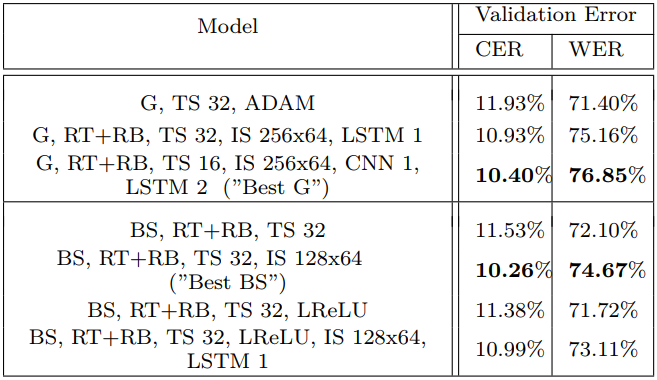 Model Validation Error
CER WER
G, TS 32, ADAM 11.93% 71.40%
G, RT+RB, TS 32, IS 256x64, LSTM 1 10.93% 75.16%
G, RT+RB, TS 16, IS 256x64, CNN 1,
LSTM 2 ("Best G") 10.40% 76.85%
BS, RT+RB, TS 32 11.53% 72.10%
BS, RT+RB, TS 32, IS 128x64
("Best BS") 10.26% 74.67%
BS, RT+RB, TS 32, LReLU 11.38% 71.72%
BS, RT+RB, TS 32, LReLU, IS 128x64,
LSTM 1 10.99% 73.11%